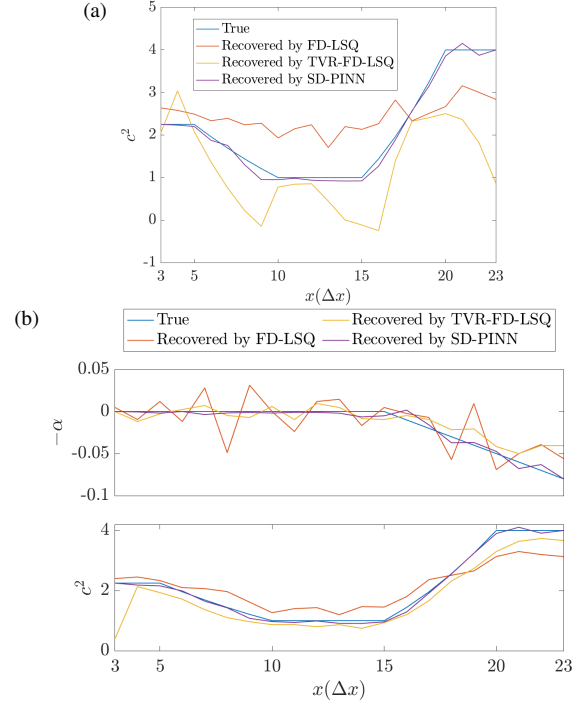 (a)
5
4
3
2
1
0
-1
c²
True
Recovered by FD-LSQ
Recovered by TVR-FD-LSQ
Recovered by SD-PINN
3 5 10 15 20 23
x(Δx)
(b)
True Recovered by TVR-FD-LSQ
Recovered by FD-LSQ Recovered by SD-PINN
0.05
0
-0.05
-0.1
−α
4
2
0
c²
3 5 10 15 20 23
x(Δx)